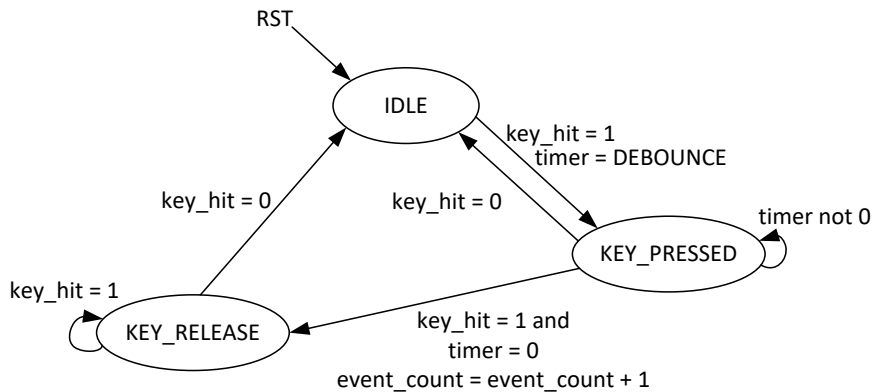 RST
IDLE
key_hit = 1
timer = DEBOUNCE
key_hit = 0
key_hit = 0
timer not 0
KEY_PRESSED
key_hit = 1
KEY_RELEASE
key_hit = 1 and
timer = 0
event_count = event_count + 1